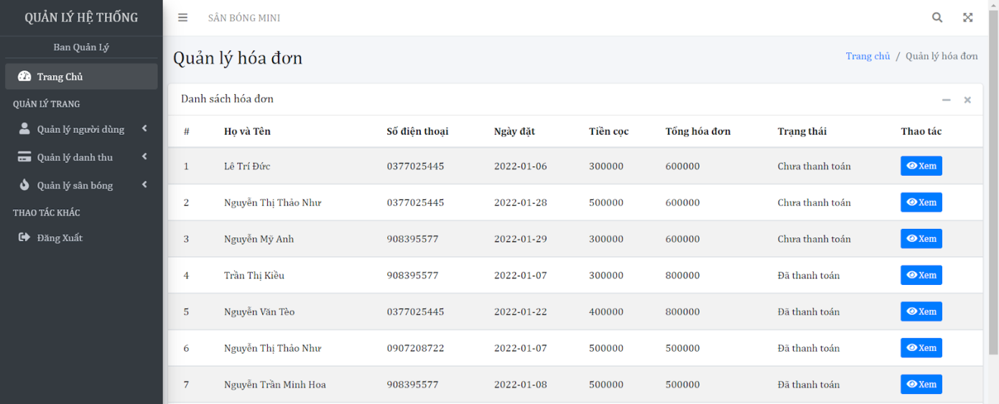 QUẢN LÝ HỆ THỐNG
Ban Quản Lý
Trang Chủ
QUẢN LÝ TRANG
Quản lý người dùng
Quản lý danh thu
Quản lý sân bóng
THAO TÁC KHÁC
Đăng Xuất
SÂN BÓNG MINI
Quản lý hóa đơn
Trang chủ / Quản lý hóa đơn
Danh sách hóa đơn
# Họ và Tên Số điện thoại Ngày đặt Tiền cọc Tổng hóa đơn Trạng thái Thao tác
1 Lê Trí Đức 0377025445 2022-01-06 300000 600000 Chưa thanh toán Xem
2 Nguyễn Thị Thảo Như 0377025445 2022-01-28 500000 600000 Chưa thanh toán Xem
3 Nguyễn Mỹ Anh 908395577 2022-01-29 300000 600000 Chưa thanh toán Xem
4 Trần Thị Kiều 908395577 2022-01-07 300000 800000 Đã thanh toán Xem
5 Nguyễn Văn Tèo 0377025445 2022-01-22 400000 800000 Đã thanh toán Xem
6 Nguyễn Thị Thảo Như 0907208722 2022-01-07 500000 500000 Đã thanh toán Xem
7 Nguyễn Trần Minh Hoa 908395577 2022-01-08 500000 500000 Đã thanh toán Xem